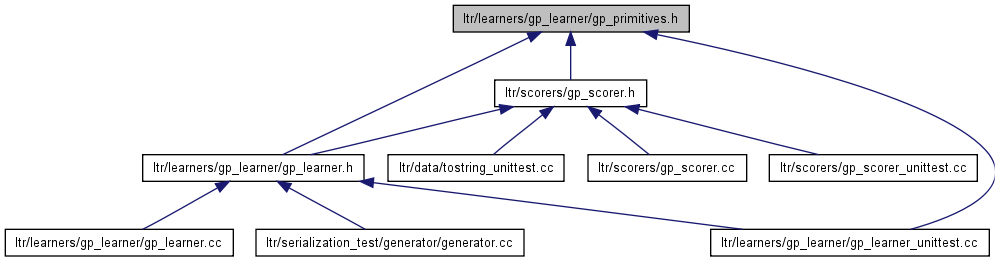 ltr/learners/gp_learner/gp_primitives.h
ltr/scorers/gp_scorer.h
ltr/learners/gp_learner/gp_learner.h
ltr/data/tostring_unittest.cc
ltr/scorers/gp_scorer.cc
ltr/scorers/gp_scorer_unittest.cc
ltr/learners/gp_learner/gp_learner.cc
ltr/serialization_test/generator/generator.cc
ltr/learners/gp_learner/gp_learner_unittest.cc